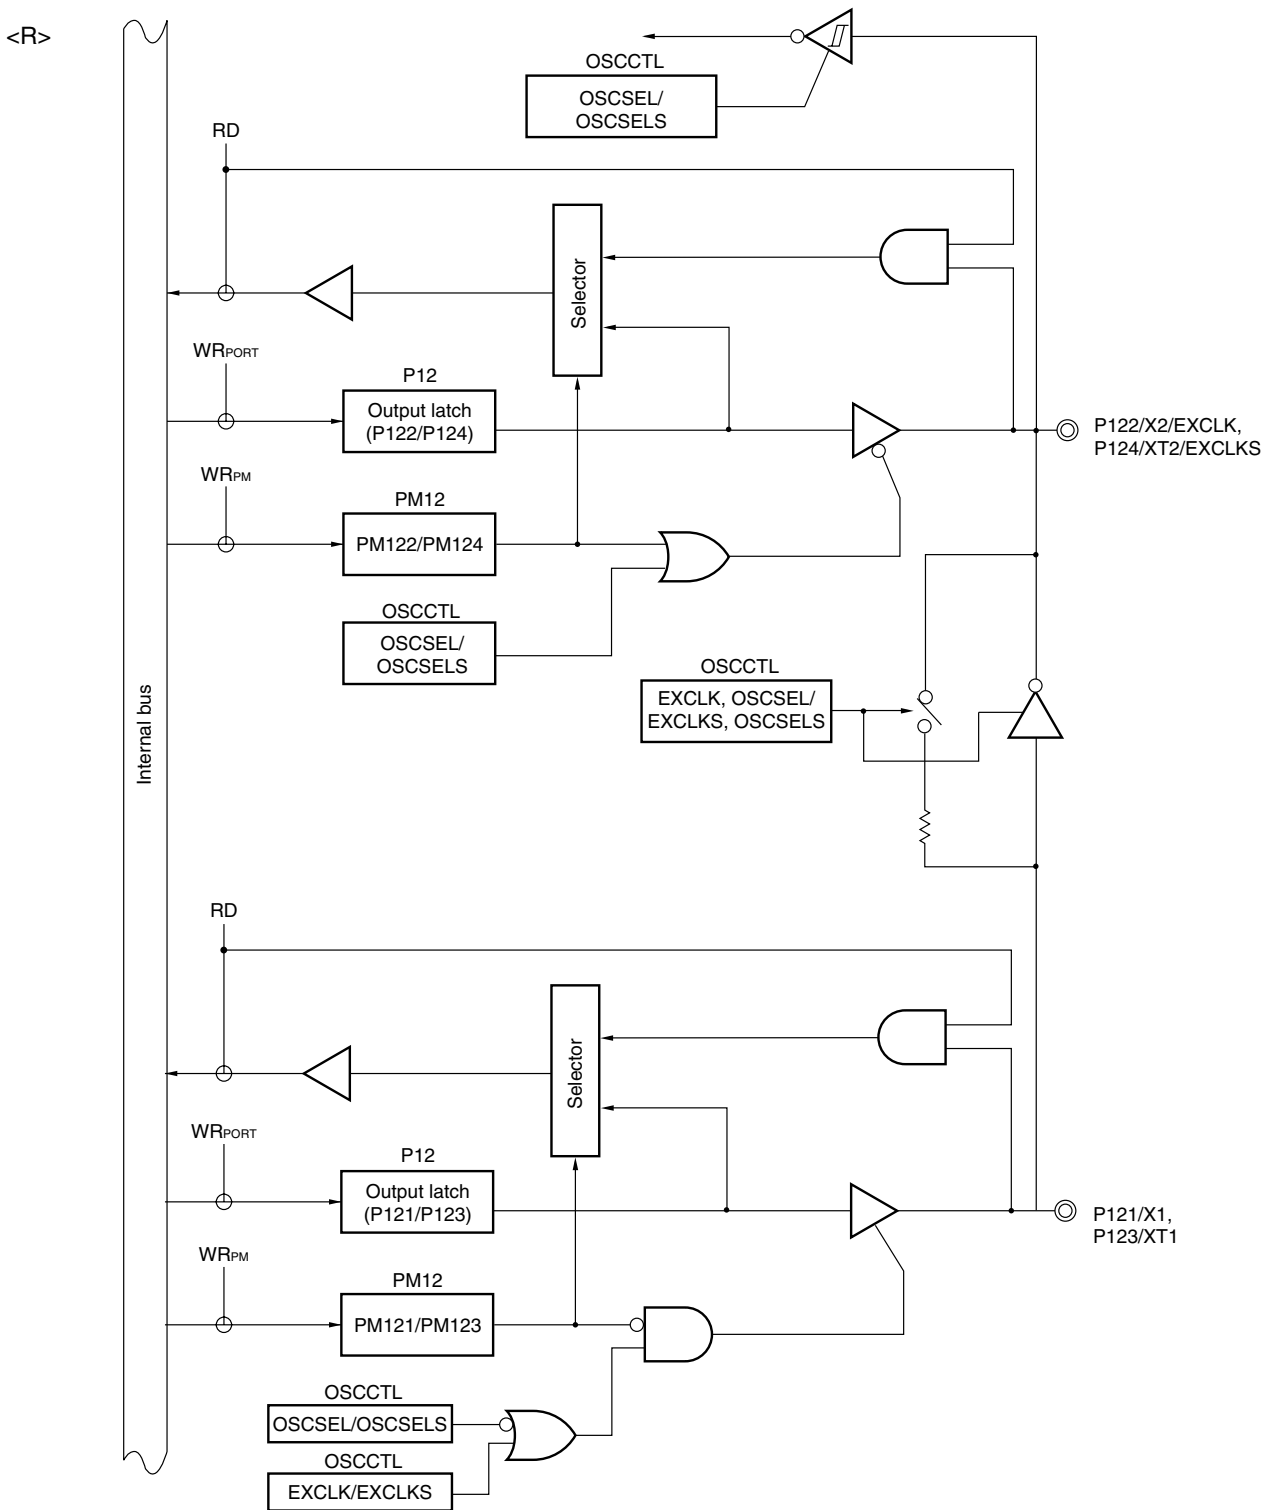 <R>
OSCCTL
OSCSEL/
OSCSELS
RD
Selector
WRPORT
P12
Output latch
(P122/P124)
P122/X2/EXCLK,
P124/XT2/EXCLKS
WRPM
PM12
PM122/PM124
OSCCTL
OSCSEL/
OSCSELS
OSCCTL
EXCLK, OSCSEL/
EXCLKS, OSCSELS
Internal bus
RD
Selector
WRPORT
P12
Output latch
(P121/P123)
P121/X1,
P123/XT1
WRPM
PM12
PM121/PM123
OSCCTL
OSCSEL/OSCSELS
OSCCTL
EXCLK/EXCLKS